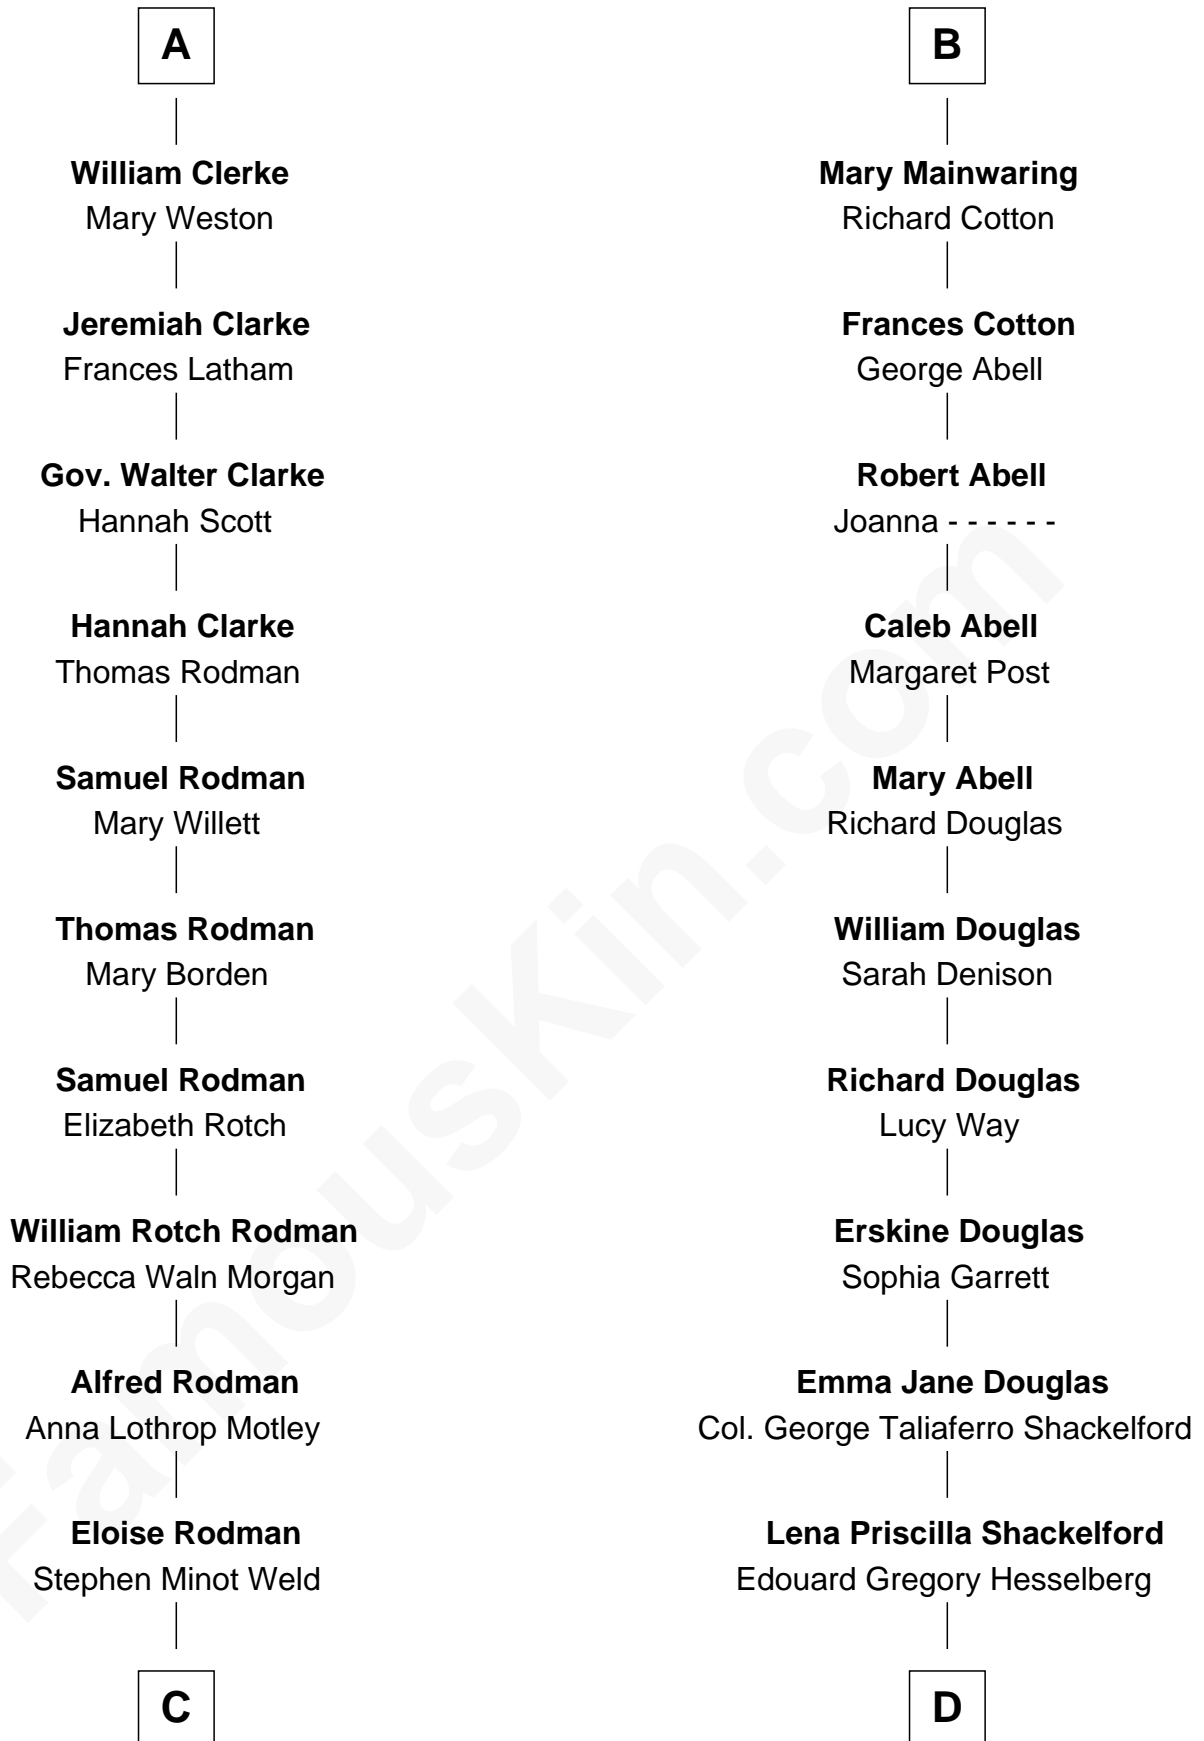 A
William Clerke
Mary Weston
Jeremiah Clarke
Frances Latham
Gov. Walter Clarke
Hannah Scott
Hannah Clarke
Thomas Rodman
Samuel Rodman
Mary Willett
Thomas Rodman
Mary Borden
Samuel Rodman
Elizabeth Rotch
William Rotch Rodman
Rebecca Waln Morgan
Alfred Rodman
Anna Lothrop Motley
Eloise Rodman
Stephen Minot Weld
C
B
Mary Mainwaring
Richard Cotton
Frances Cotton
George Abell
Robert Abell
Joanna - - - - - -
Caleb Abell
Margaret Post
Mary Abell
Richard Douglas
William Douglas
Sarah Denison
Richard Douglas
Lucy Way
Erskine Douglas
Sophia Garrett
Emma Jane Douglas
Col. George Taliaferro Shackelford
Lena Priscilla Shackelford
Edouard Gregory Hesselberg
D
FamousKin.com